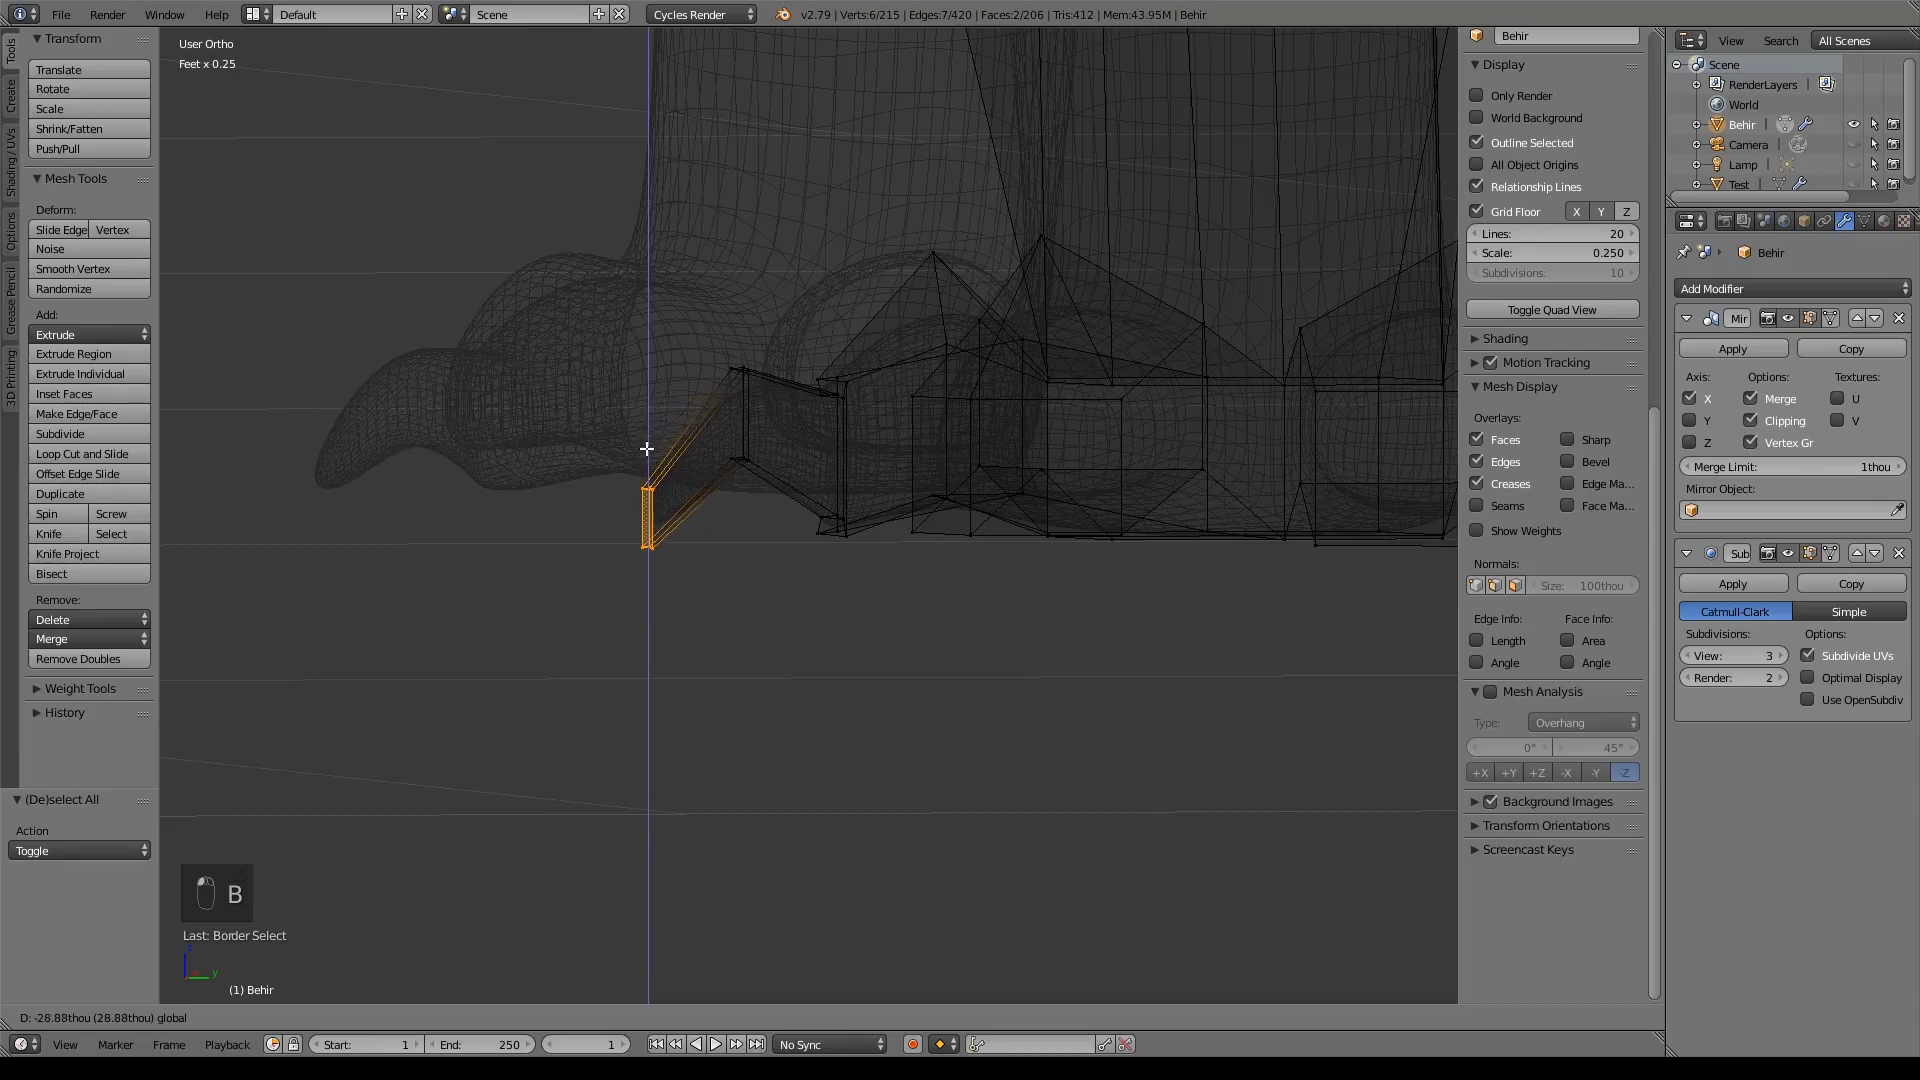 File Render Window Help Default Scene Cycles Render v2.79 | Verts:6/215 | Edges:7/420 | Faces:2/206 | Tris:412 | Mem:43.95M | Behir
Tools
Create
Shading / UVs
Options
Grease Pencil
3D Printing
Transform
Translate
Rotate
Scale
Shrink/Fatten
Push/Pull
Mesh Tools
Deform:
Slide Edge Vertex
Noise
Smooth Vertex
Randomize
Add:
Extrude
Extrude Region
Extrude Individual
Inset Faces
Make Edge/Face
Subdivide
Loop Cut and Slide
Offset Edge Slide
Duplicate
Spin Screw
Knife Select
Knife Project
Bisect
Remove:
Delete
Merge
Remove Doubles
Weight Tools
History
(De)select All
Action
Toggle
User Ortho
Feet x 0.25
B
Last: Border Select
z
y
(1) Behir
D: -28.88thou (28.88thou) global
View Marker Frame Playback Start: 1 End: 250 1 No Sync
Behir
Display
Only Render
World Background
Outline Selected
All Object Origins
Relationship Lines
Grid Floor X Y Z
Lines: 20
Scale: 0.250
Subdivisions: 10
Toggle Quad View
Shading
Motion Tracking
Mesh Display
Overlays:
Faces Sharp
Edges Bevel
Creases Edge Ma...
Seams Face Ma...
Show Weights
Normals:
Size: 100thou
Edge Info: Face Info:
Length Area
Angle Angle
Mesh Analysis
Type: Overhang
0° 45°
+X +Y +Z -X -Y -Z
Background Images
Transform Orientations
Screencast Keys
View Search All Scenes
Scene
RenderLayers
World
Behir
Camera
Lamp
Test
Behir
Add Modifier
Mir
Apply Copy
Axis: Options: Textures:
X Merge U
Y Clipping V
Z Vertex Gr
Merge Limit: 1thou
Mirror Object:
Sub
Apply Copy
Catmull-Clark Simple
Subdivisions: Options:
View: 3 Subdivide UVs
Render: 2 Optimal Display
Use OpenSubdiv